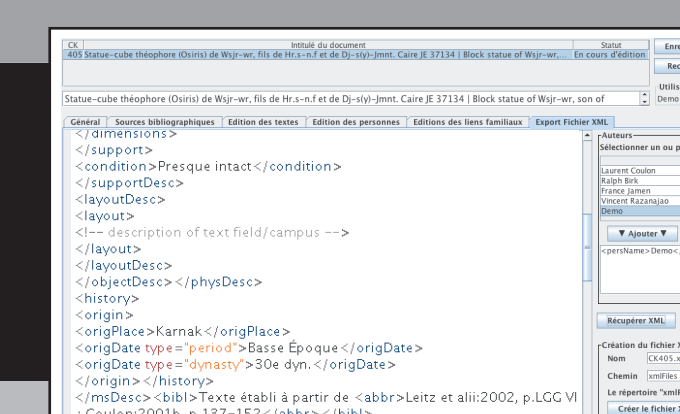 CK Intitulé du document Statut
405 Statue-cube théophore (Osiris) de Wsjr-wr, fils de Hr.s-n.f et de Dj-s(y)-Jmnt. Caire JE 37134 | Block statue of Wsjr-wr,... En cours d'édition
Statue-cube théophore (Osiris) de Wsjr-wr, fils de Hr.s-n.f et de Dj-s(y)-Jmnt. Caire JE 37134 | Block statue of Wsjr-wr, son of
Demo
Général Sources bibliographiques Edition des textes Edition des personnes Editions des liens familiaux Export Fichier XML
</dimensions>
</support>
<condition>Presque intact</condition>
</supportDesc>
<layoutDesc>
<layout>
<!-- description of text field/campus -->
</layout>
</layoutDesc>
</objectDesc></physDesc>
<history>
<origin>
<origPlace>Karnak</origPlace>
<origDate type="period">Basse Époque</origDate>
<origDate type="dynasty">30e dyn.</origDate>
</origin></history>
</msDesc><bibl>Texte établi à partir de <abbr>Leitz et alii:2002, p.LGG VI
; Coulon:2001b, p.137-152</abbr></bibl>
Auteurs
Sélectionner un ou
Laurent Coulon
Ralph Birk
France Jamen
Vincent Razanajao
Demo
▼ Ajouter ▼
<persName>Demo<
Récupérer XML
Création du fichier
Nom CK405.x
Chemin xmlFiles
Le répertoire
Créer le fichier